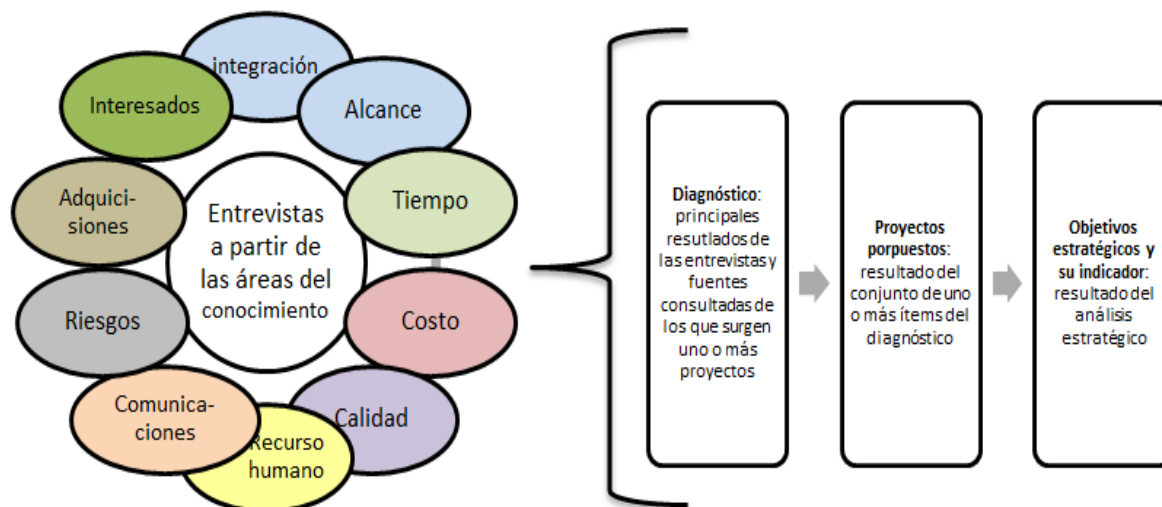 integración
Alcance
Tiempo
Costo
Calidad
Recurso
humano
Comunica-
ciones
Riesgos
Adquici-
siones
Interesados
Entrevistas
a partir de
las áreas del
conocimiento
Diagnóstico:
principales
resutlados de
las entrevistas y
fuentes
consultadas de
los que surgen
uno o más
proyectos
Proyectos
porpuestos:
resultado del
conjunto de uno
o más ítems del
diagnóstico
Objetivos
estratégicos y
su indicador:
resultado del
análisis
estratégico